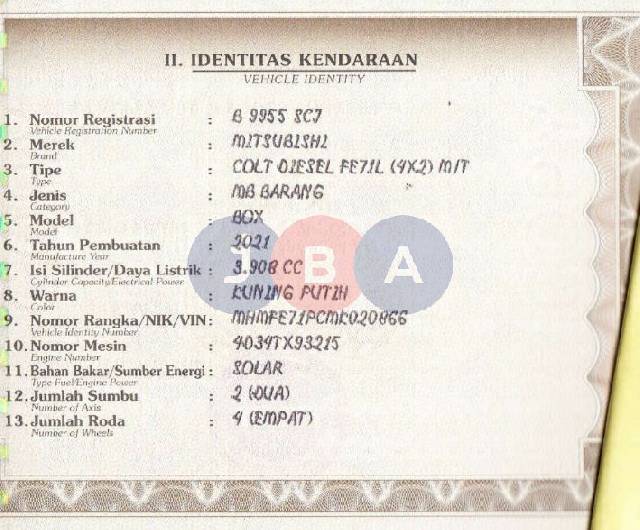 II. IDENTITAS KENDARAAN
VEHICLE IDENTITY
1. Nomor Registrasi : B 9955 SCJ
Vehicle Registration Number
2. Merek : MITSUBISHI
Brand
3. Tipe : COLT DIESEL FE71L (4X2) M/T
Type
4. Jenis : MB BARANG
Category
5. Model : BOX
Model
6. Tahun Pembuatan : 2021
Manufacture Year
7. Isi Silinder/Daya Listrik : 3.908 CC
Cylinder Capacity/Electrical Power
8. Warna : KUNING PUTIH
Color
9. Nomor Rangka/NIK/VIN : MHMFE71PCMK020866
Vehicle Identity Number
10. Nomor Mesin : 4D34TX93215
Engine Number
11. Bahan Bakar/Sumber Energi : SOLAR
Type Fuel/Engine Power
12. Jumlah Sumbu : 2 (DUA)
Number of Axis
13. Jumlah Roda : 4 (EMPAT)
Number of Wheels
1BA